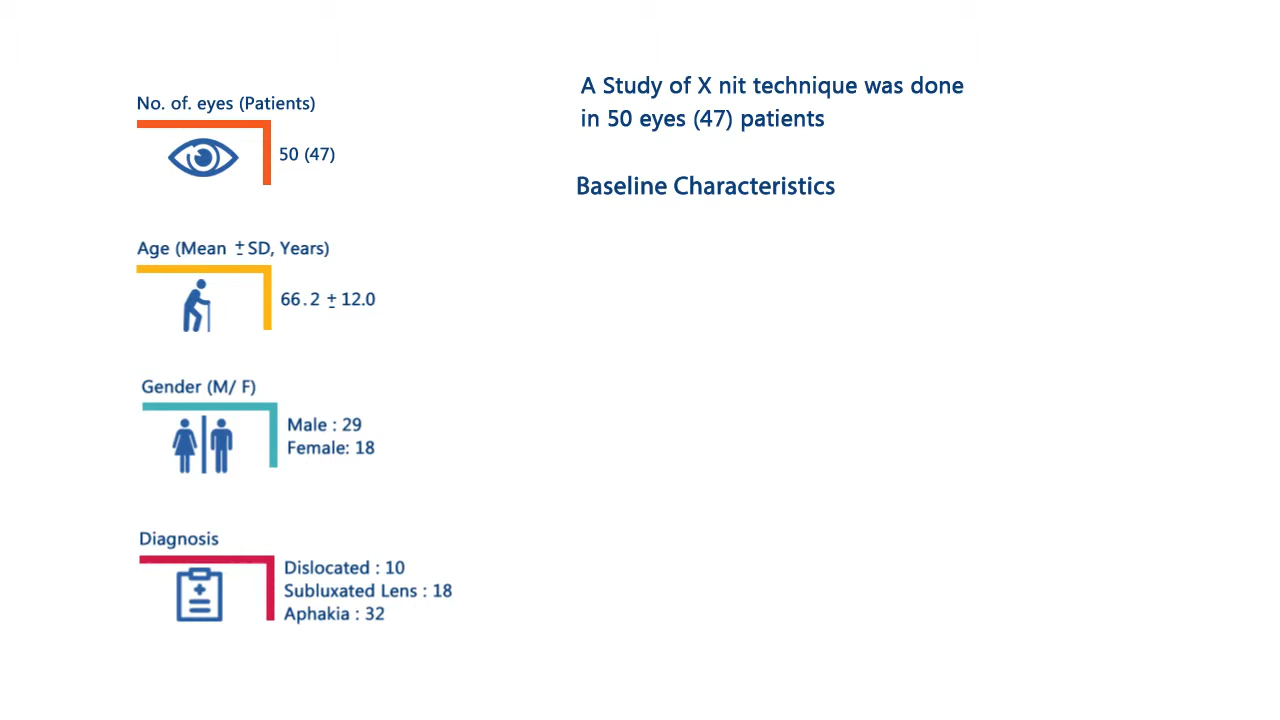 No. of. eyes (Patients)
50 (47)
Age (Mean ±SD, Years)
66.2 ± 12.0
Gender (M/ F)
Male : 29
Female: 18
Diagnosis
Dislocated : 10
Subluxated Lens : 18
Aphakia : 32
A Study of X nit technique was done
in 50 eyes (47) patients
Baseline Characteristics